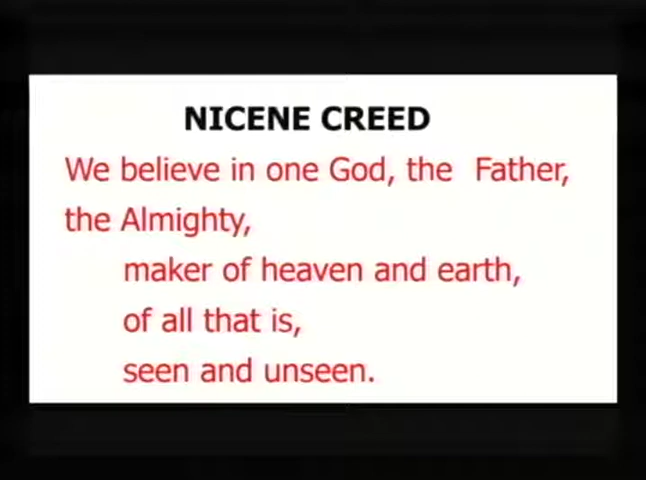 NICENE CREED
We believe in one God, the Father,
the Almighty,
maker of heaven and earth,
of all that is,
seen and unseen.